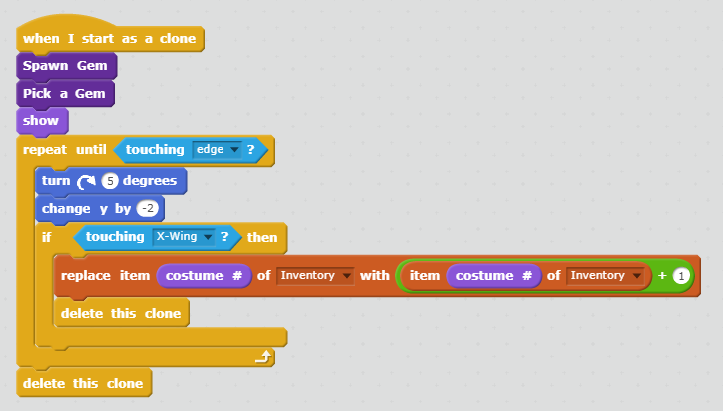 when I start as a clone
Spawn Gem
Pick a Gem
show
repeat until touching edge ?
turn 5 degrees
change y by -2
if touching X-Wing ? then
replace item costume # of Inventory with item costume # of Inventory + 1
delete this clone
delete this clone